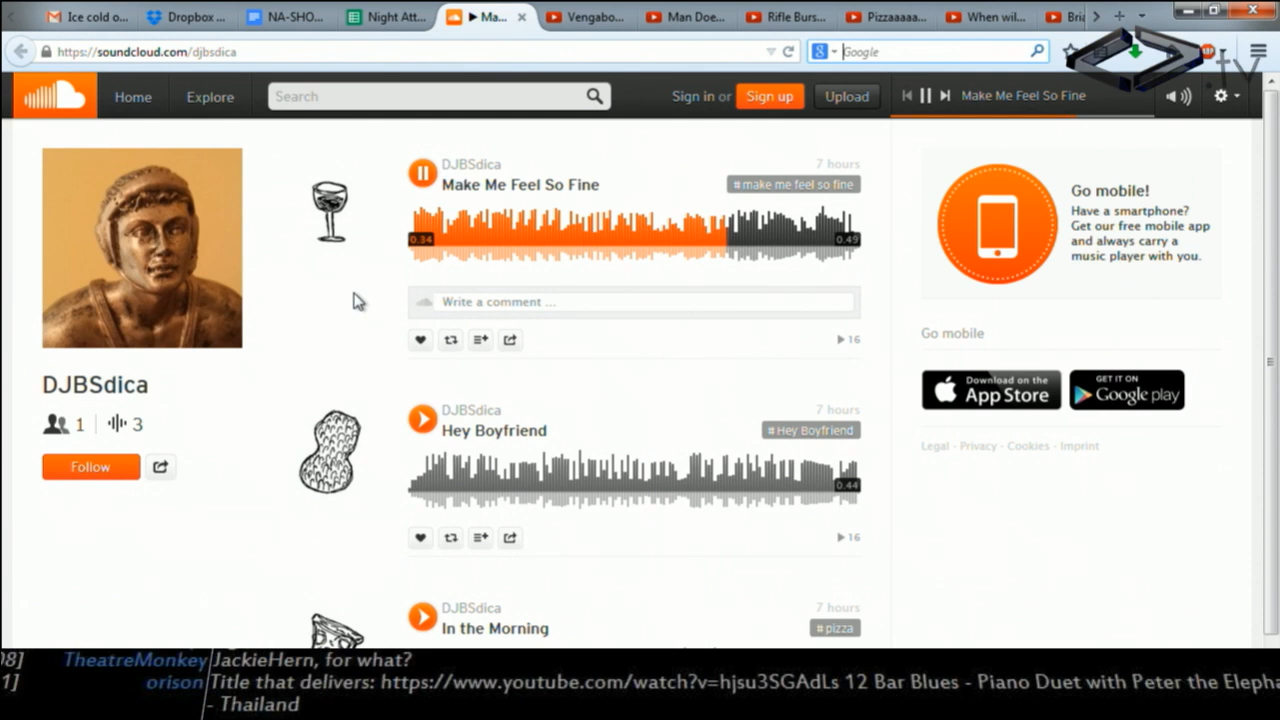 Ice cold o...
Dropbox ...
NA-SHO...
Night Att...
Ma...
Vengabo...
Man Doe...
Rifle Burs...
Pizzaaaaa...
When wil...
Bria
https://soundcloud.com/djbsdica
Google
.tv
Home
Explore
Search
Sign in or
Sign up
Upload
Make Me Feel So Fine
DJBSdica
7 hours
Make Me Feel So Fine
# make me feel so fine
0.34
0.49
Write a comment ...
16
DJBSdica
1
3
Follow
DJBSdica
7 hours
Hey Boyfriend
# Hey Boyfriend
0.44
16
DJBSdica
7 hours
In the Morning
# pizza
Go mobile!
Have a smartphone?
Get our free mobile app
and always carry a
music player with you.
Go mobile
Download on the
App Store
GET IT ON
Google play
Legal - Privacy - Cookies - Imprint
08] TheatreMonkey JackieHern, for what?
1] orison Title that delivers: https://www.youtube.com/watch?v=hjsu3SGAdLs 12 Bar Blues - Piano Duet with Peter the Elepha
- Thailand